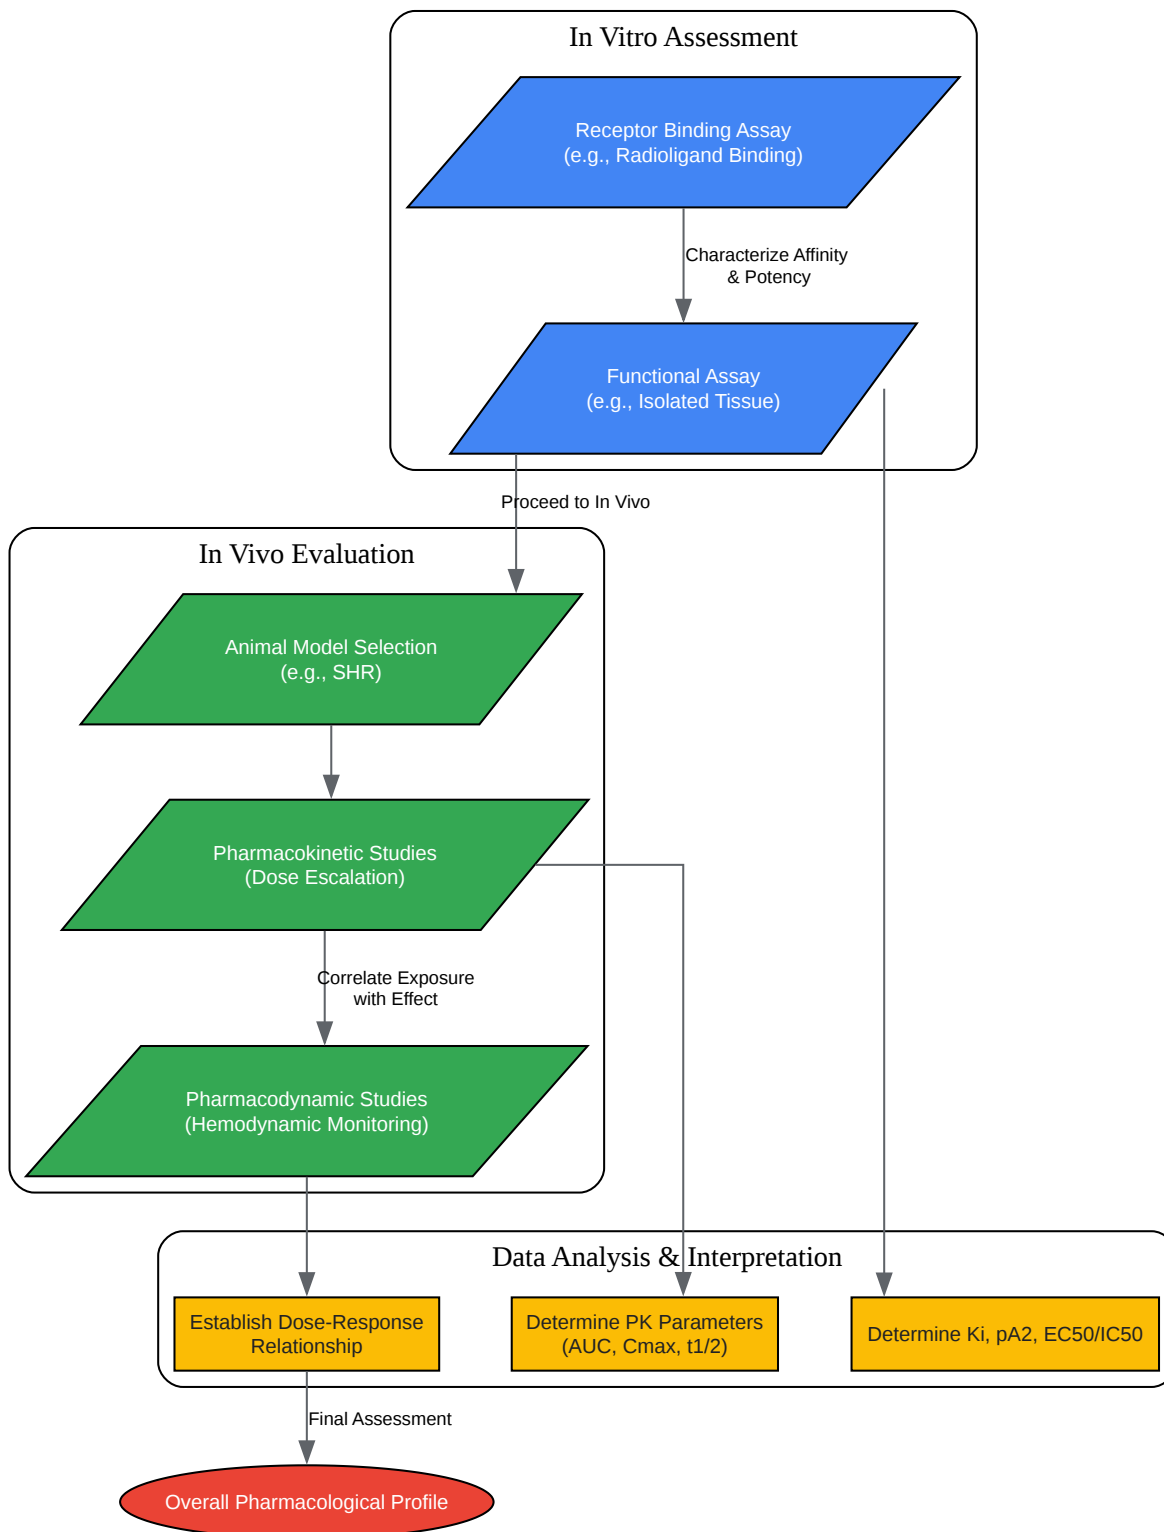 In Vitro Assessment
Receptor Binding Assay
(e.g., Radioligand Binding)
Characterize Affinity
& Potency
Functional Assay
(e.g., Isolated Tissue)
Proceed to In Vivo
In Vivo Evaluation
Animal Model Selection
(e.g., SHR)
Pharmacokinetic Studies
(Dose Escalation)
Correlate Exposure
with Effect
Pharmacodynamic Studies
(Hemodynamic Monitoring)
Data Analysis & Interpretation
Establish Dose-Response
Relationship
Determine PK Parameters
(AUC, Cmax, t1/2)
Determine Ki, pA2, EC50/IC50
Final Assessment
Overall Pharmacological Profile